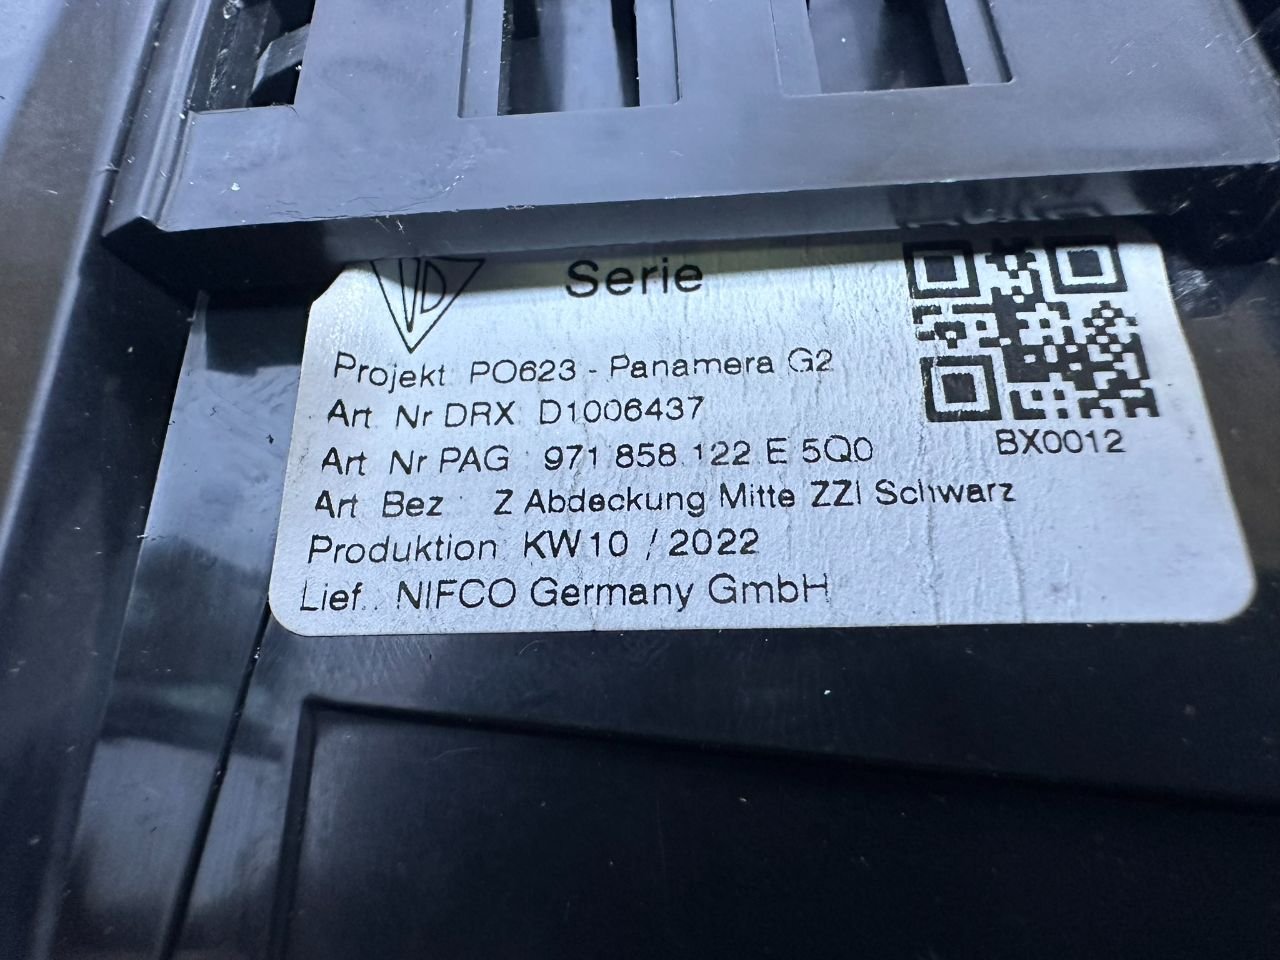 Serie
VD
Projekt PO623 - Panamera G2
Art. Nr DRX D1006437
Art. Nr PAG 971 858 122 E 5Q0
Art. Bez. Z Abdeckung Mitte ZZI Schwarz
Produktion KW10 / 2022
Lief.: NIFCO Germany GmbH
BX0012